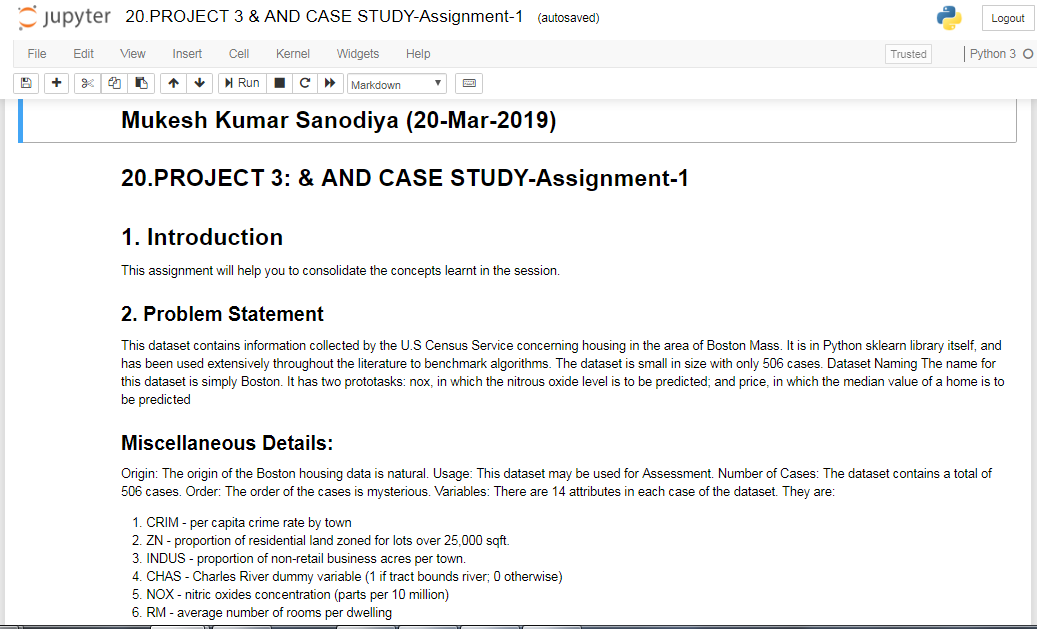 jupyter 20.PROJECT 3 & AND CASE STUDY-Assignment-1 (autosaved) Logout
File Edit View Insert Cell Kernel Widgets Help Trusted Python 3
Run Markdown
Mukesh Kumar Sanodiya (20-Mar-2019)
20.PROJECT 3: & AND CASE STUDY-Assignment-1
1. Introduction
This assignment will help you to consolidate the concepts learnt in the session.
2. Problem Statement
This dataset contains information collected by the U.S Census Service concerning housing in the area of Boston Mass. It is in Python sklearn library itself, and
has been used extensively throughout the literature to benchmark algorithms. The dataset is small in size with only 506 cases. Dataset Naming The name for
this dataset is simply Boston. It has two prototasks: nox, in which the nitrous oxide level is to be predicted; and price, in which the median value of a home is to
be predicted
Miscellaneous Details:
Origin: The origin of the Boston housing data is natural. Usage: This dataset may be used for Assessment. Number of Cases: The dataset contains a total of
506 cases. Order: The order of the cases is mysterious. Variables: There are 14 attributes in each case of the dataset. They are:
1. CRIM - per capita crime rate by town
2. ZN - proportion of residential land zoned for lots over 25,000 sqft.
3. INDUS - proportion of non-retail business acres per town.
4. CHAS - Charles River dummy variable (1 if tract bounds river; 0 otherwise)
5. NOX - nitric oxides concentration (parts per 10 million)
6. RM - average number of rooms per dwelling